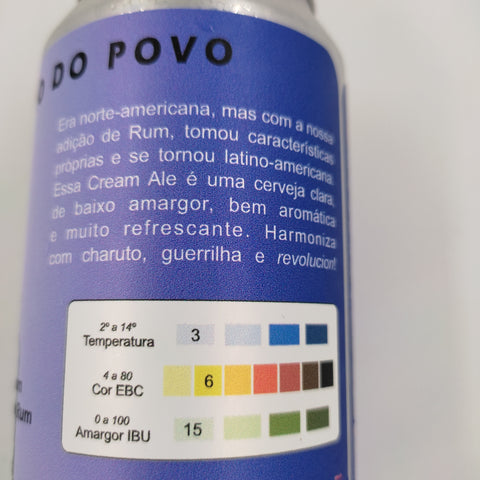 DO POVO
Era norte-americana, mas com a nossa
adição de Rum, tomou características
próprias e se tornou latino-americana.
Essa Cream Ale é uma cerveja clara,
de baixo amargor, bem aromática
e muito refrescante. Harmoniza
com charuto, guerrilha e revolucion!
2º a 14º
Temperatura
3
4 a 80
Cor EBC
6
0 a 100
Amargor IBU
15